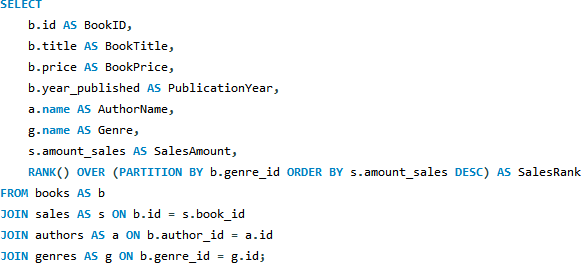 SELECT
b.id AS BookID,
b.title AS BookTitle,
b.price AS BookPrice,
b.year_published AS PublicationYear,
a.name AS AuthorName,
g.name AS Genre,
s.amount_sales AS SalesAmount,
RANK() OVER (PARTITION BY b.genre_id ORDER BY s.amount_sales DESC) AS SalesRank
FROM books AS b
JOIN sales AS s ON b.id = s.book_id
JOIN authors AS a ON b.author_id = a.id
JOIN genres AS g ON b.genre_id = g.id;